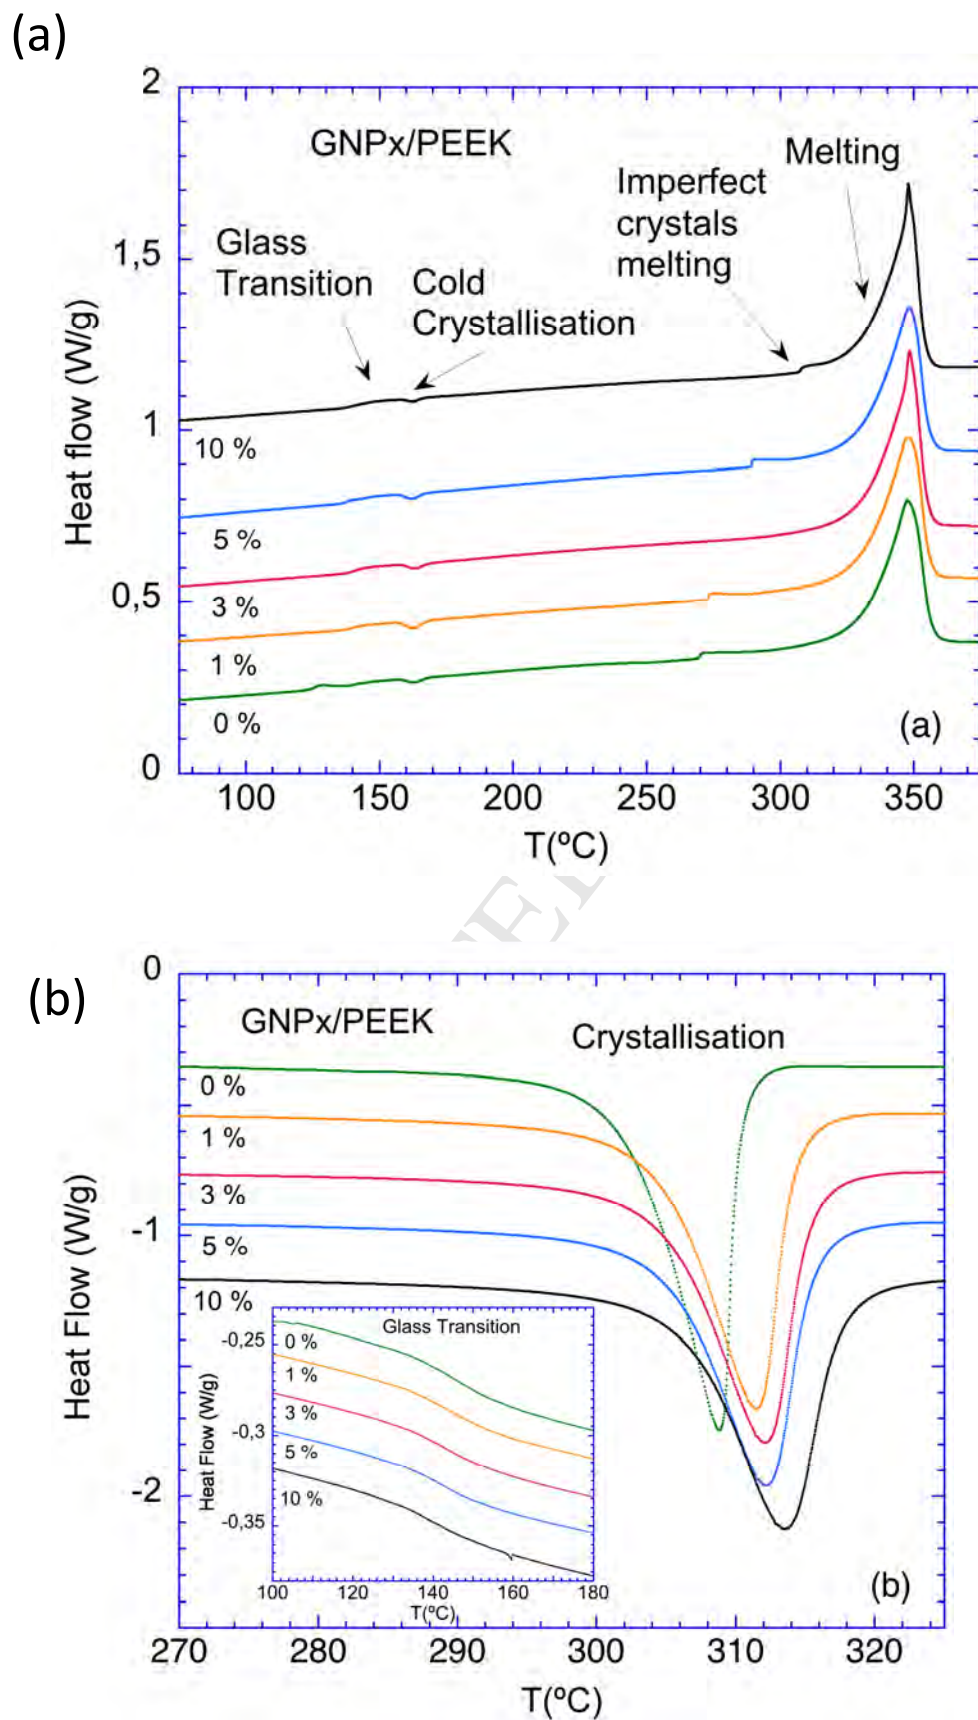 (a)
GNPx/PEEK
Melting
Imperfect
crystals
melting
Glass
Transition
Cold
Crystallisation
2
1,5
1
0,5
0
Heat flow (W/g)
10 %
5 %
3 %
1 %
0 %
(a)
100 150 200 250 300 350
T(ºC)
(b)
GNPx/PEEK
Crystallisation
0
-1
-2
Heat Flow (W/g)
0 %
1 %
3 %
5 %
10 %
Glass Transition
0 %
1 %
3 %
5 %
10 %
-0,25
-0,3
-0,35
Heat Flow (W/g)
100 120 140 160 180
T(ºC)
(b)
270 280 290 300 310 320
T(ºC)